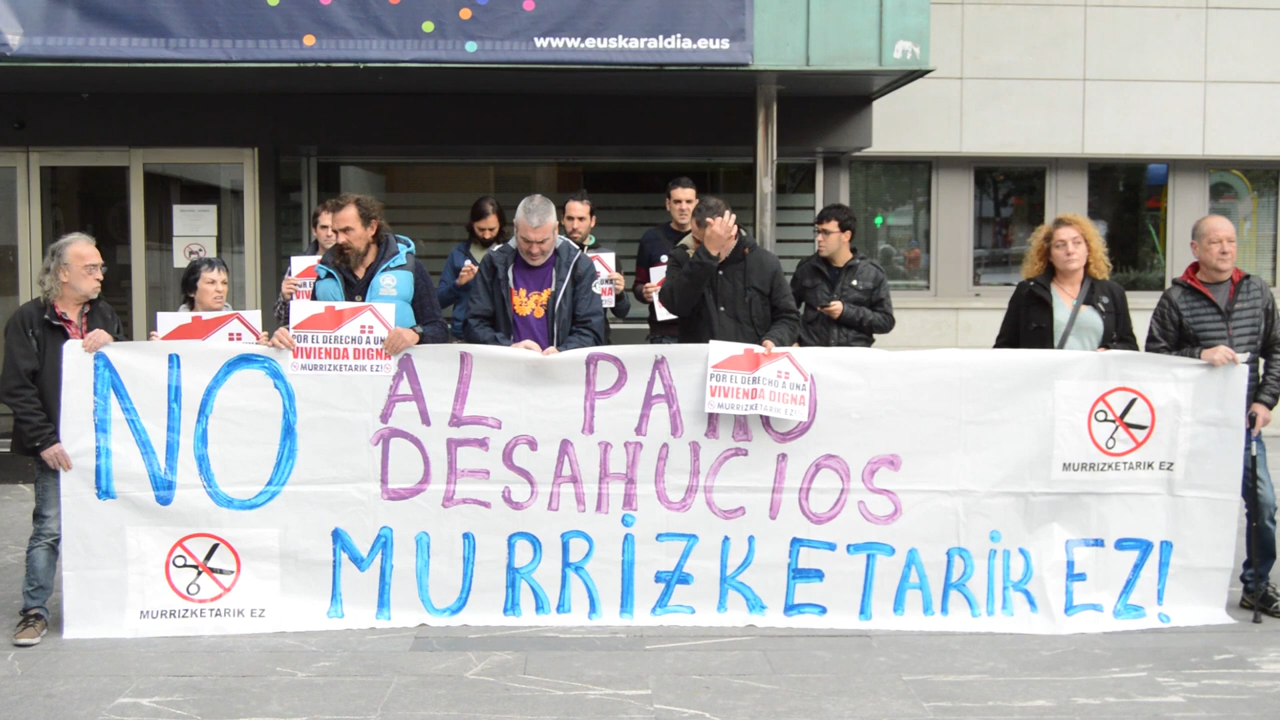 www.euskaraldia.eus
POR EL DERECHO A UNA
VIVIENDA DIGNA
MURRIZKETARIK EZ!
POR EL DERECHO A UNA
VIVIENDA DIGNA
MURRIZKETARIK EZ!
NO AL PARO
DESAHUCIOS
MURRIZKETARIK EZ!
MURRIZKETARIK EZ
MURRIZKETARIK EZ